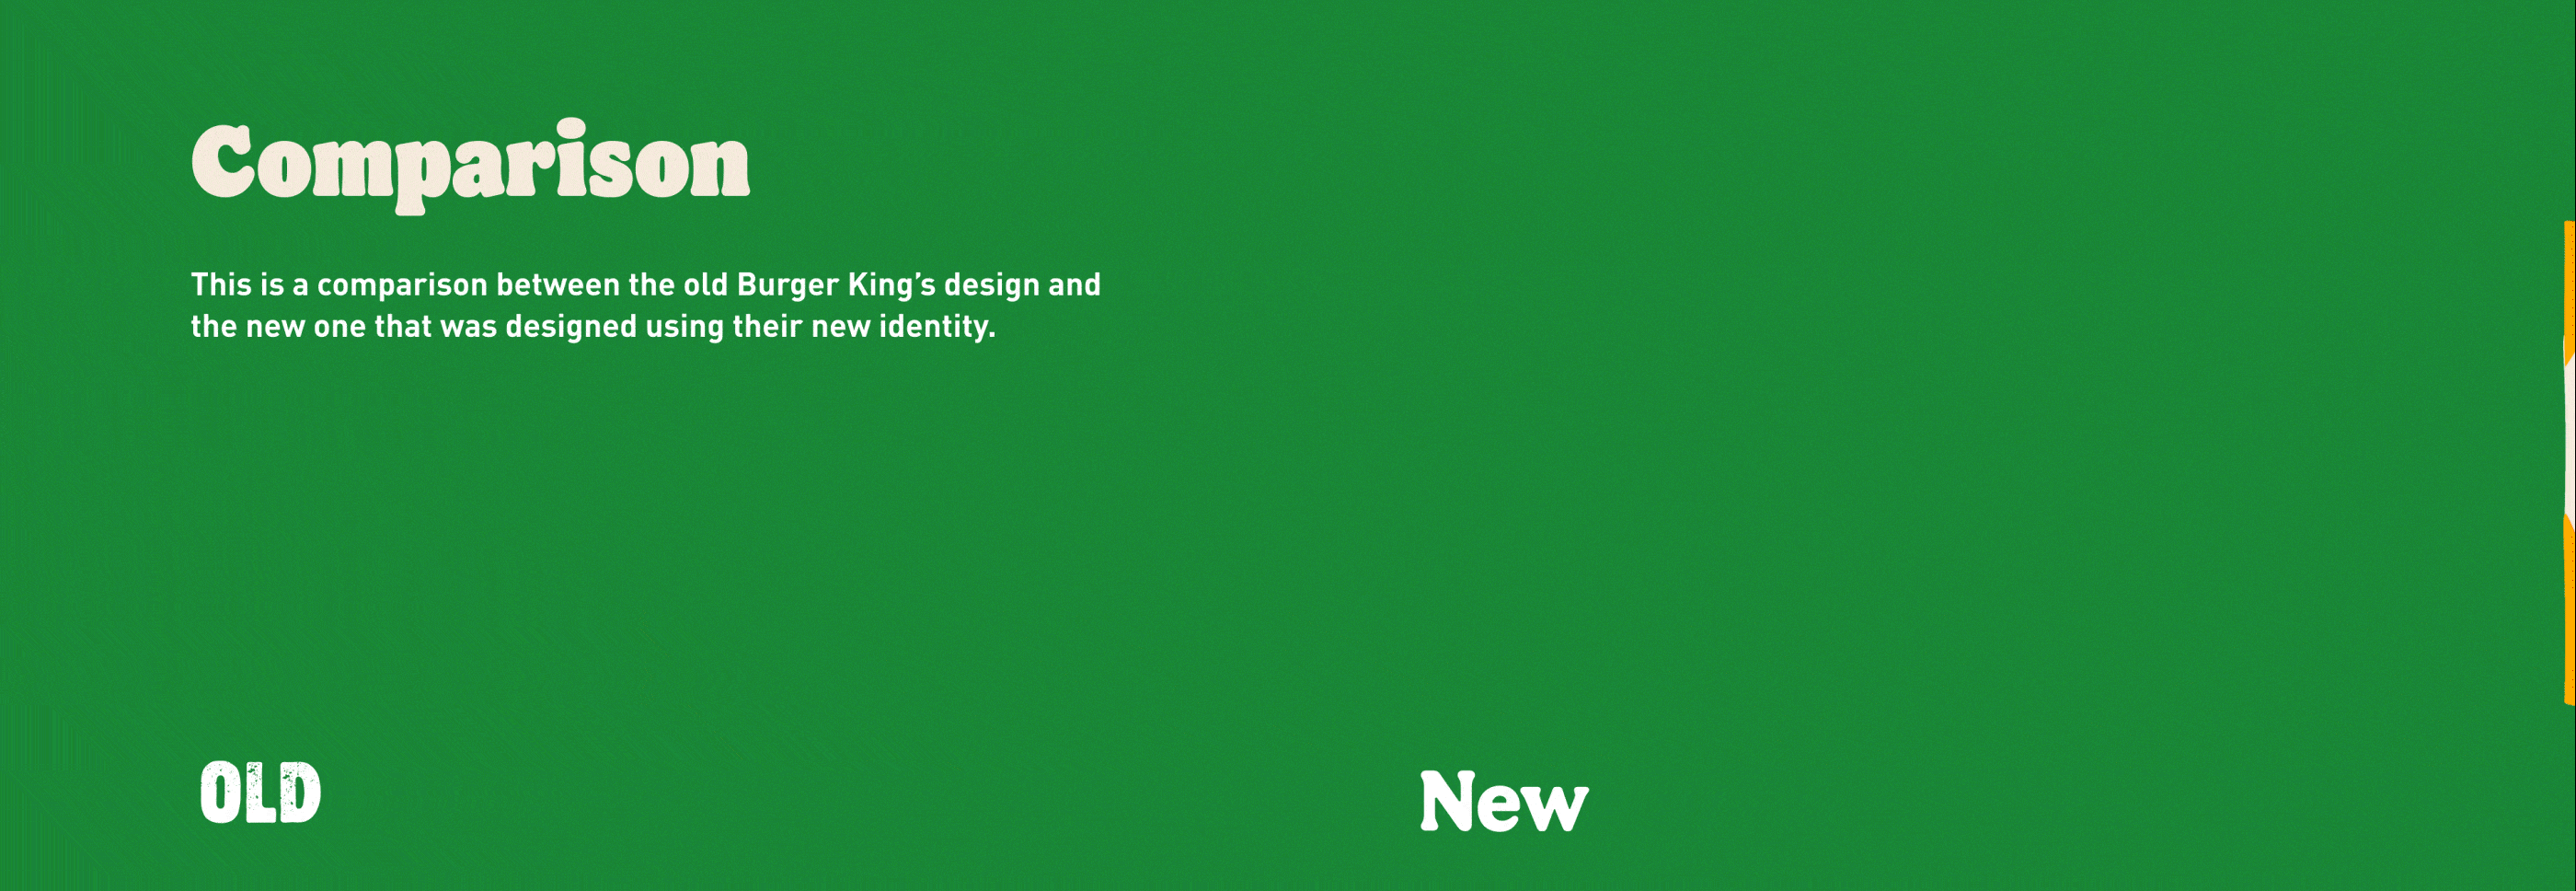 Comparison
This is a comparison between the old Burger King’s design and
the new one that was designed using their new identity.
OLD
New